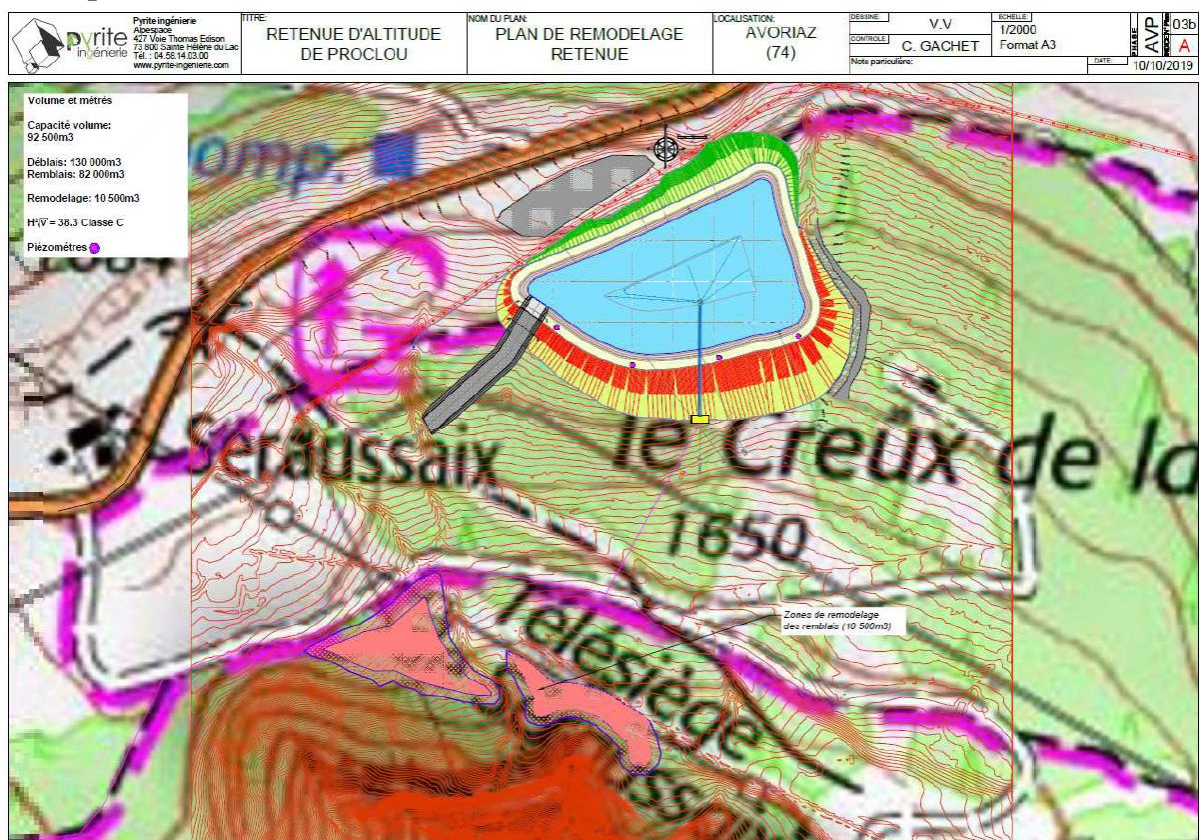 pyrite
ingénierie
Pyrite ingénierie
Alpespace
427 Voie Thomas Edison
73 800 Sainte Hélène du Lac
Tél. : 04.58.14.03.00
www.pyrite-ingenierie.com
TITRE:
RETENUE D'ALTITUDE
DE PROCLOU
NOM DU PLAN:
PLAN DE REMODELAGE
RETENUE
LOCALISATION:
AVORIAZ
(74)
DESSINE:
V.V
CONTROLE
C. GACHET
Note particulière:
ECHELLE
1/2000
Format A3
DATE:
10/10/2019
PHASE
AVP
03b
A
Volume et métrés
Capacité volume:
92 500m3
Déblais: 130 000m3
Remblais: 82 000m3
Remodelage: 10 500m3
H²√V = 38.3 Classe C
Piézomètres
omp.
Seraussaix
le Creux de la
1650
Zones de remodelage
des remblais (10 500m3)
Télésiège